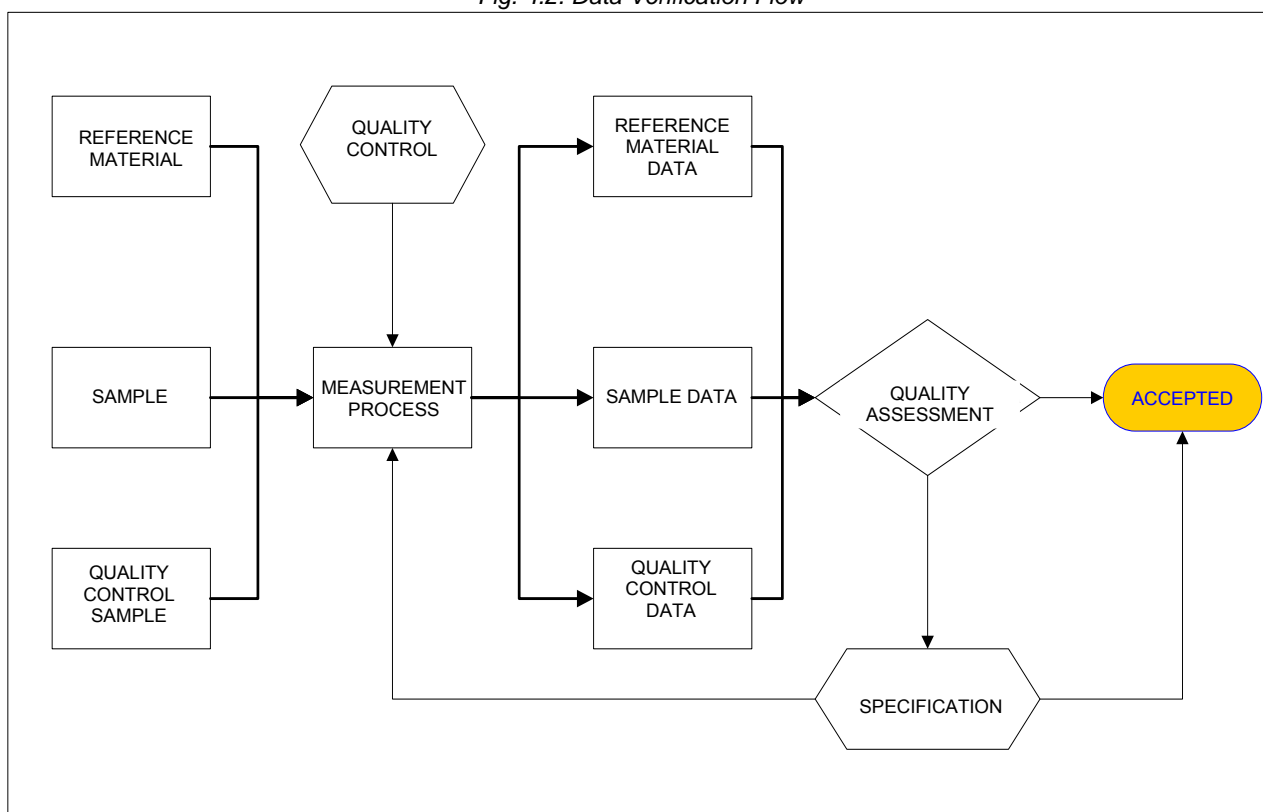 Fig. 4.2: Data Verification Flow
REFERENCE
MATERIAL
QUALITY
CONTROL
REFERENCE
MATERIAL
DATA
SAMPLE
MEASUREMENT
PROCESS
SAMPLE DATA
QUALITY
ASSESSMENT
ACCEPTED
QUALITY
CONTROL
SAMPLE
QUALITY
CONTROL
DATA
SPECIFICATION